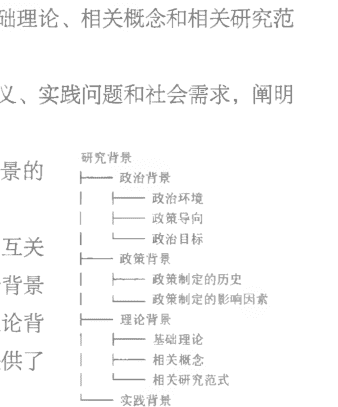 础理论、相关概念和相关研究范
义、实践问题和社会需求，阐明
景的
互关
背景
论背
供了
研究背景
├── 政治背景
│   ├── 政治环境
│   ├── 政策导向
│   └── 政治目标
├── 政策背景
│   ├── 政策制定的历史
│   └── 政策制定的影响因素
├── 理论背景
│   ├── 基础理论
│   ├── 相关概念
│   └── 相关研究范式
└── 实践背景